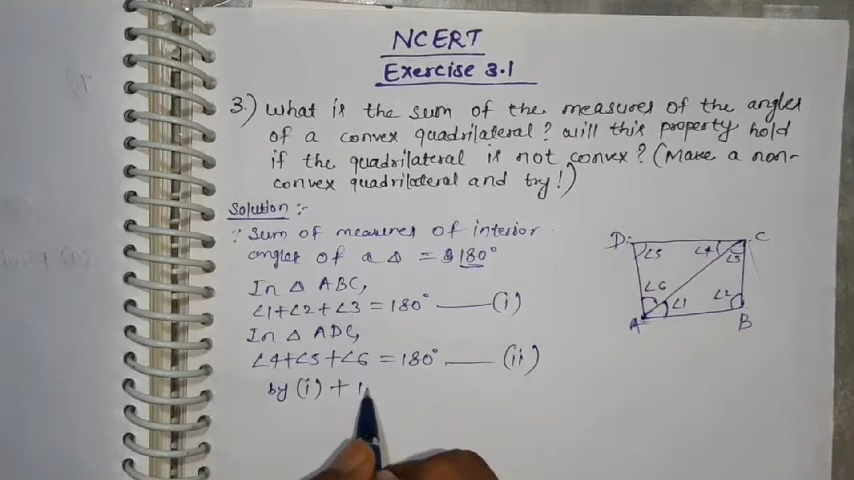 NCERT
Exercise 3.1
3.) What is the sum of the measures of the angles
of a convex quadrilateral? will this property hold
if the quadrilateral is not convex? (Make a non-
convex quadrilateral and try!)
Solution :-
∵ Sum of measures of interior
angles of a △ = 180°
In △ ABC,
∠1+∠2+∠3 = 180° —— (i)
In △ ADC,
∠4+∠5+∠6 = 180° —— (ii)
by (i) +
D
C
∠5
∠4
∠3
∠6
∠1
∠2
A
B